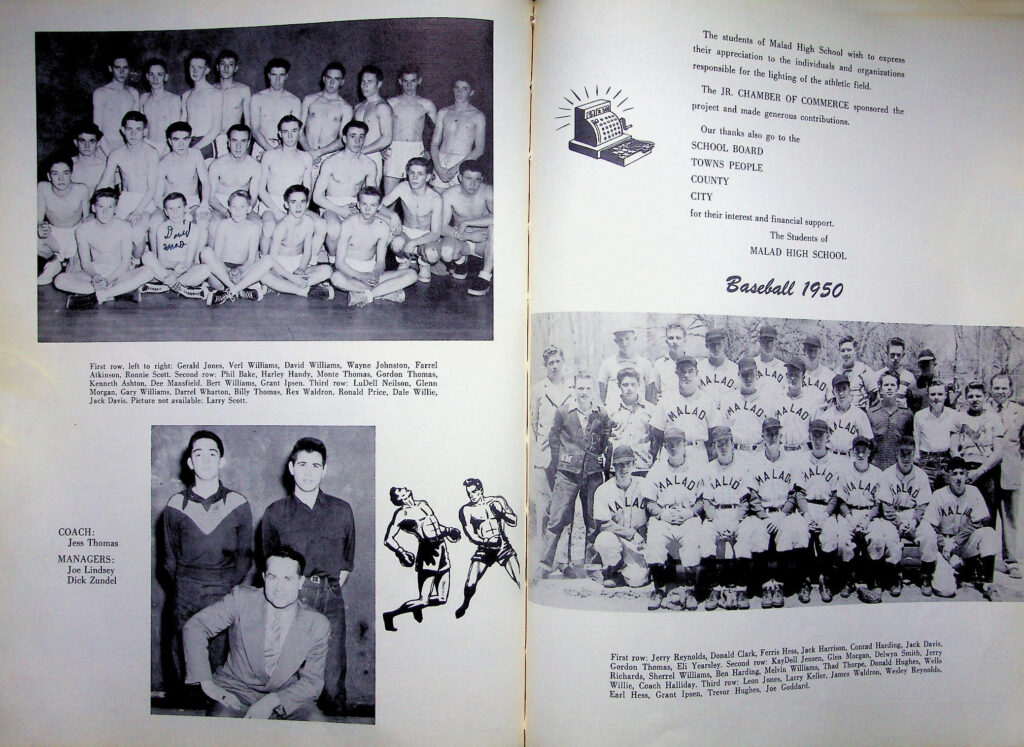 First row, left to right: Gerald Jones, Verl Williams, David Williams, Wayne Johnston, Farrel
Atkinson, Ronnie Scott. Second row: Phil Bake, Harley Handy, Monte Thomas, Gordon Thomas,
Kenneth Ashton, Dee Mansfield. Bert Williams, Grant Ipsen. Third row: LuDell Neilson, Glenn
Morgan, Gary Williams, Darrel Wharton, Billy Thomas, Rex Waldron, Ronald Price, Dale Willie,
Jack Davis. Picture not available: Larry Scott.
COACH:
Jess Thomas
MANAGERS:
Joe Lindsey
Dick Zundel
The students of Malad High School wish to express
their appreciation to the individuals and organizations
responsible for the lighting of the athletic field.
The JR. CHAMBER OF COMMERCE sponsored the
project and made generous contributions.
Our thanks also go to the
SCHOOL BOARD
TOWNS PEOPLE
COUNTY
CITY
for their interest and financial support.
The Students of
MALAD HIGH SCHOOL
Baseball 1950
MALAD
MALAD
MALAD
MALAD
MALAD
MALAD
MALAD
First row: Jerry Reynolds, Donald Clark, Ferris Hess, Jack Harrison, Conrad Harding, Jack Davis,
Gordon Thomas, Eli Yearsley. Second row: KayDell Jensen, Glen Morgan, Delwyn Smith, Jerry
Richards, Sherrel Williams, Ben Harding, Melvin Williams, Thad Thorpe, Donald Hughes, Wells
Willie, Coach Halliday. Third row: Leon Jones, Larry Keller, James Waldron, Wesley Reynolds,
Earl Hess, Grant Ipsen, Trevor Hughes, Joe Goddard.